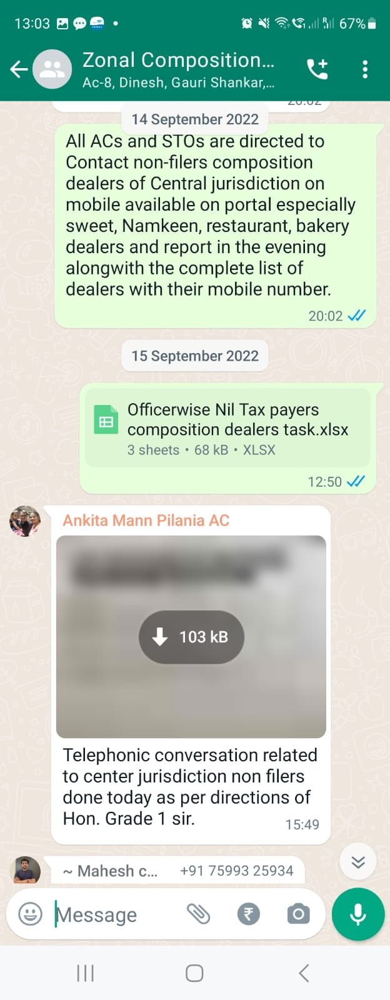 13:03
67%
Zonal Composition...
Ac-8, Dinesh, Gauri Shankar,...
20:02
14 September 2022
All ACs and STOs are directed to
Contact non-filers composition
dealers of Central jurisdiction on
mobile available on portal especially
sweet, Namkeen, restaurant, bakery
dealers and report in the evening
alongwith the complete list of
dealers with their mobile number.
20:02
15 September 2022
Officerwise Nil Tax payers
composition dealers task.xlsx
3 sheets • 68 kB • XLSX
12:50
Ankita Mann Pilania AC
103 kB
Telephonic conversation related
to center jurisdiction non filers
done today as per directions of
Hon. Grade 1 sir.
15:49
~ Mahesh c... +91 75993 25934
Message